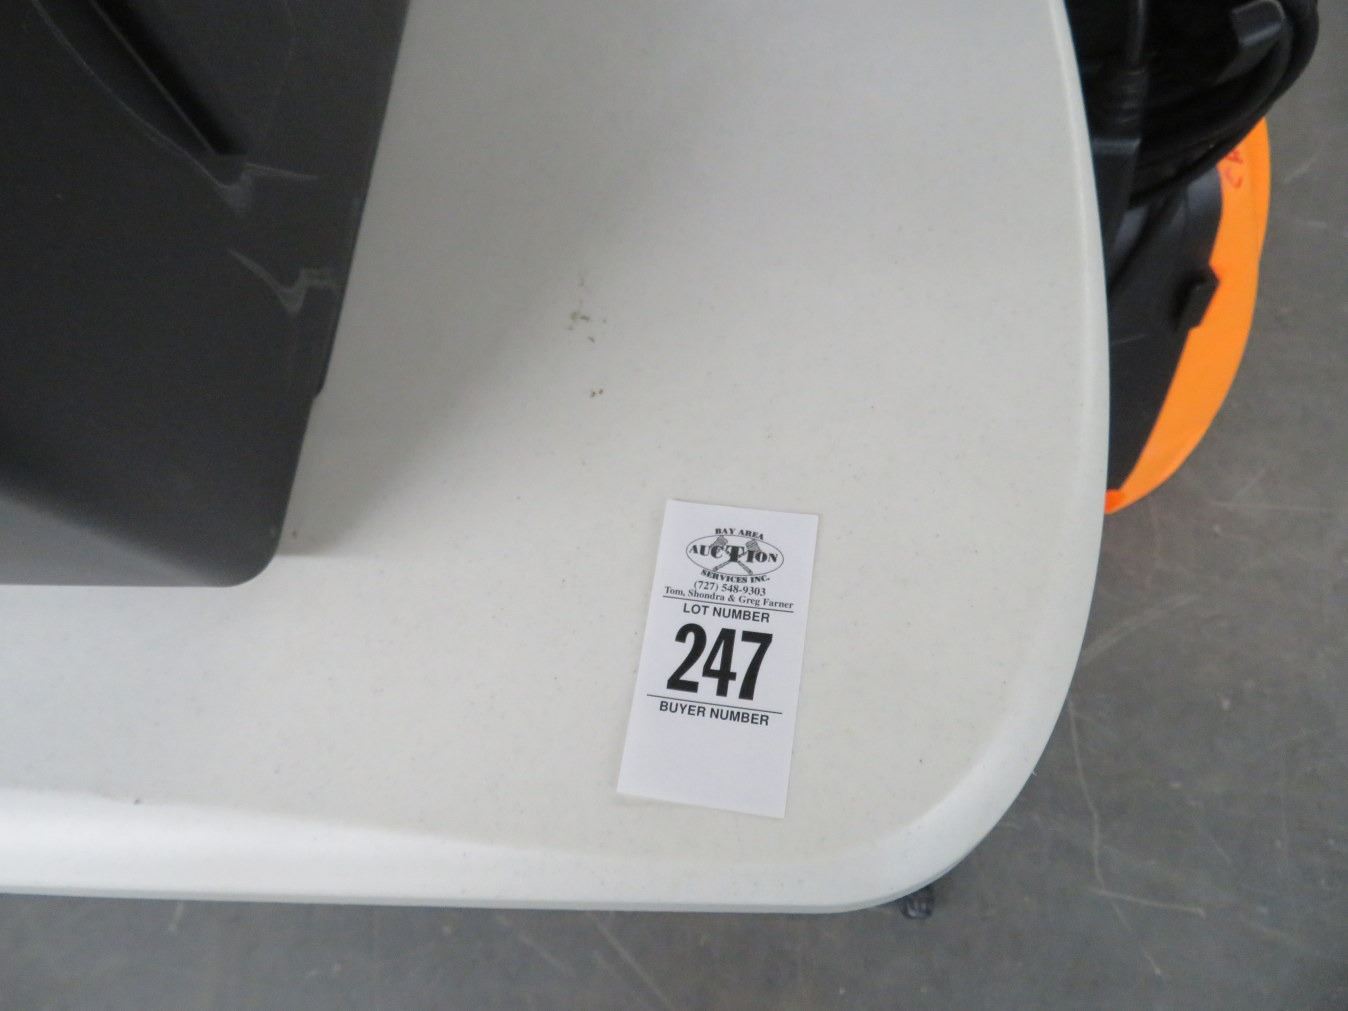 BAY AREA
AUCTION
SERVICES INC.
(727) 548-9303
Tom, Shondra & Greg Farner
LOT NUMBER
247
BUYER NUMBER